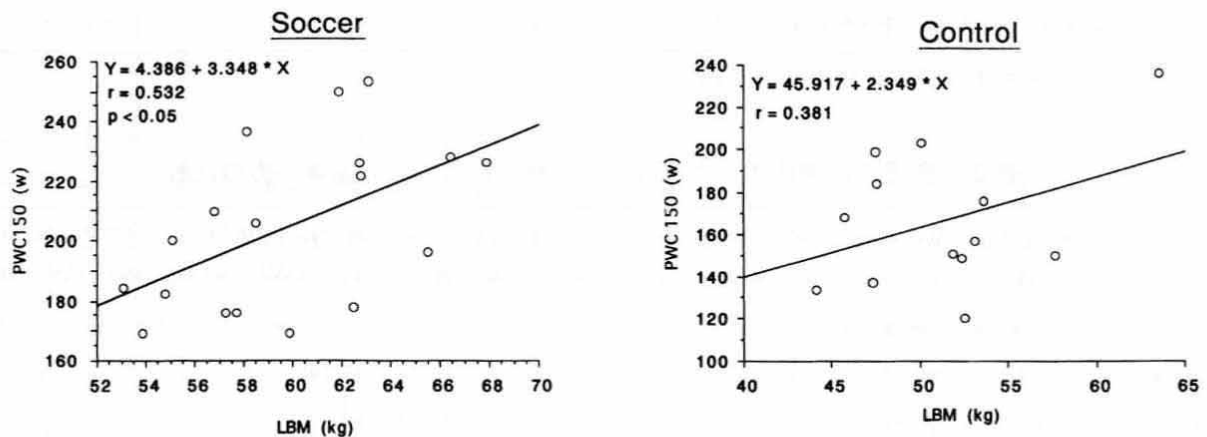 Soccer
260
240
220
200
180
160
Y = 4.386 + 3.348 * X
r = 0.532
p < 0.05
PWC150 (w)
52 54 56 58 60 62 64 66 68 70
LBM (kg)
Control
240
220
200
180
160
140
120
100
Y = 45.917 + 2.349 * X
r = 0.381
PWC150 (w)
40 45 50 55 60 65
LBM (kg)